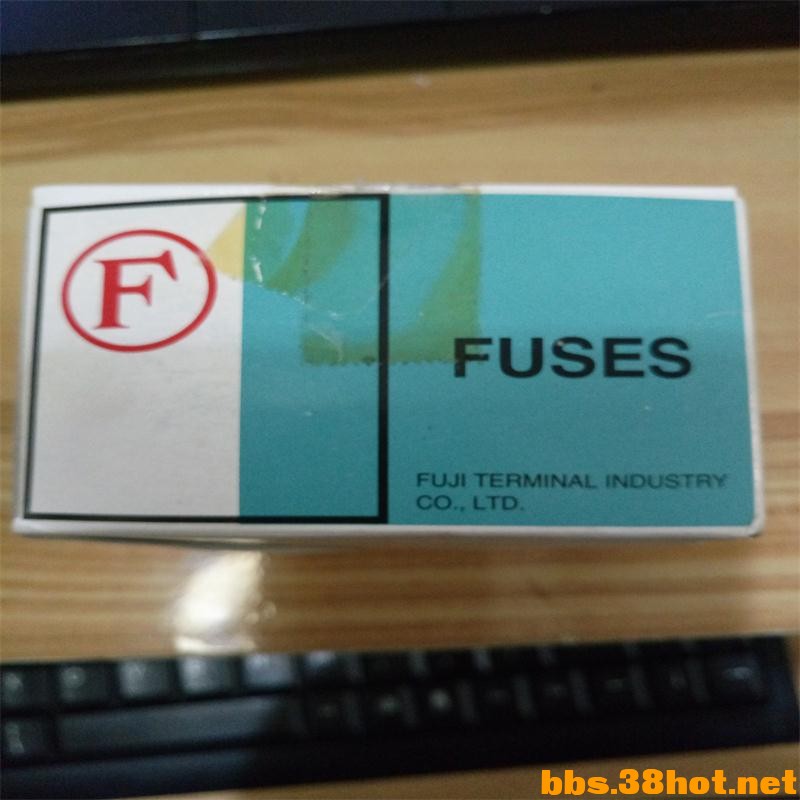 F
FUSES
FUJI TERMINAL INDUSTRY
CO., LTD.
bbs.38hot.net